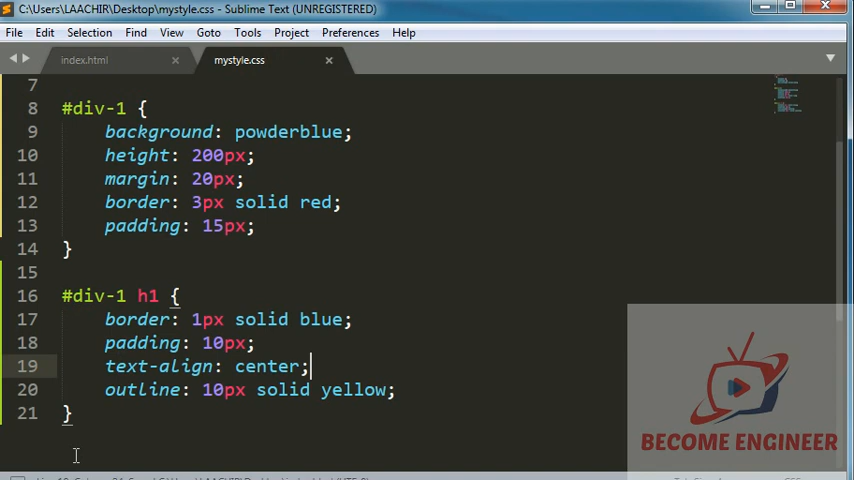 C:\Users\LAACHIR\Desktop\mystyle.css - Sublime Text (UNREGISTERED)
File Edit Selection Find View Goto Tools Project Preferences Help
index.html mystyle.css
7
8 #div-1 {
9 background: powderblue;
10 height: 200px;
11 margin: 20px;
12 border: 3px solid red;
13 padding: 15px;
14 }
15
16 #div-1 h1 {
17 border: 1px solid blue;
18 padding: 10px;
19 text-align: center;
20 outline: 10px solid yellow;
21 }
BECOME ENGINEER